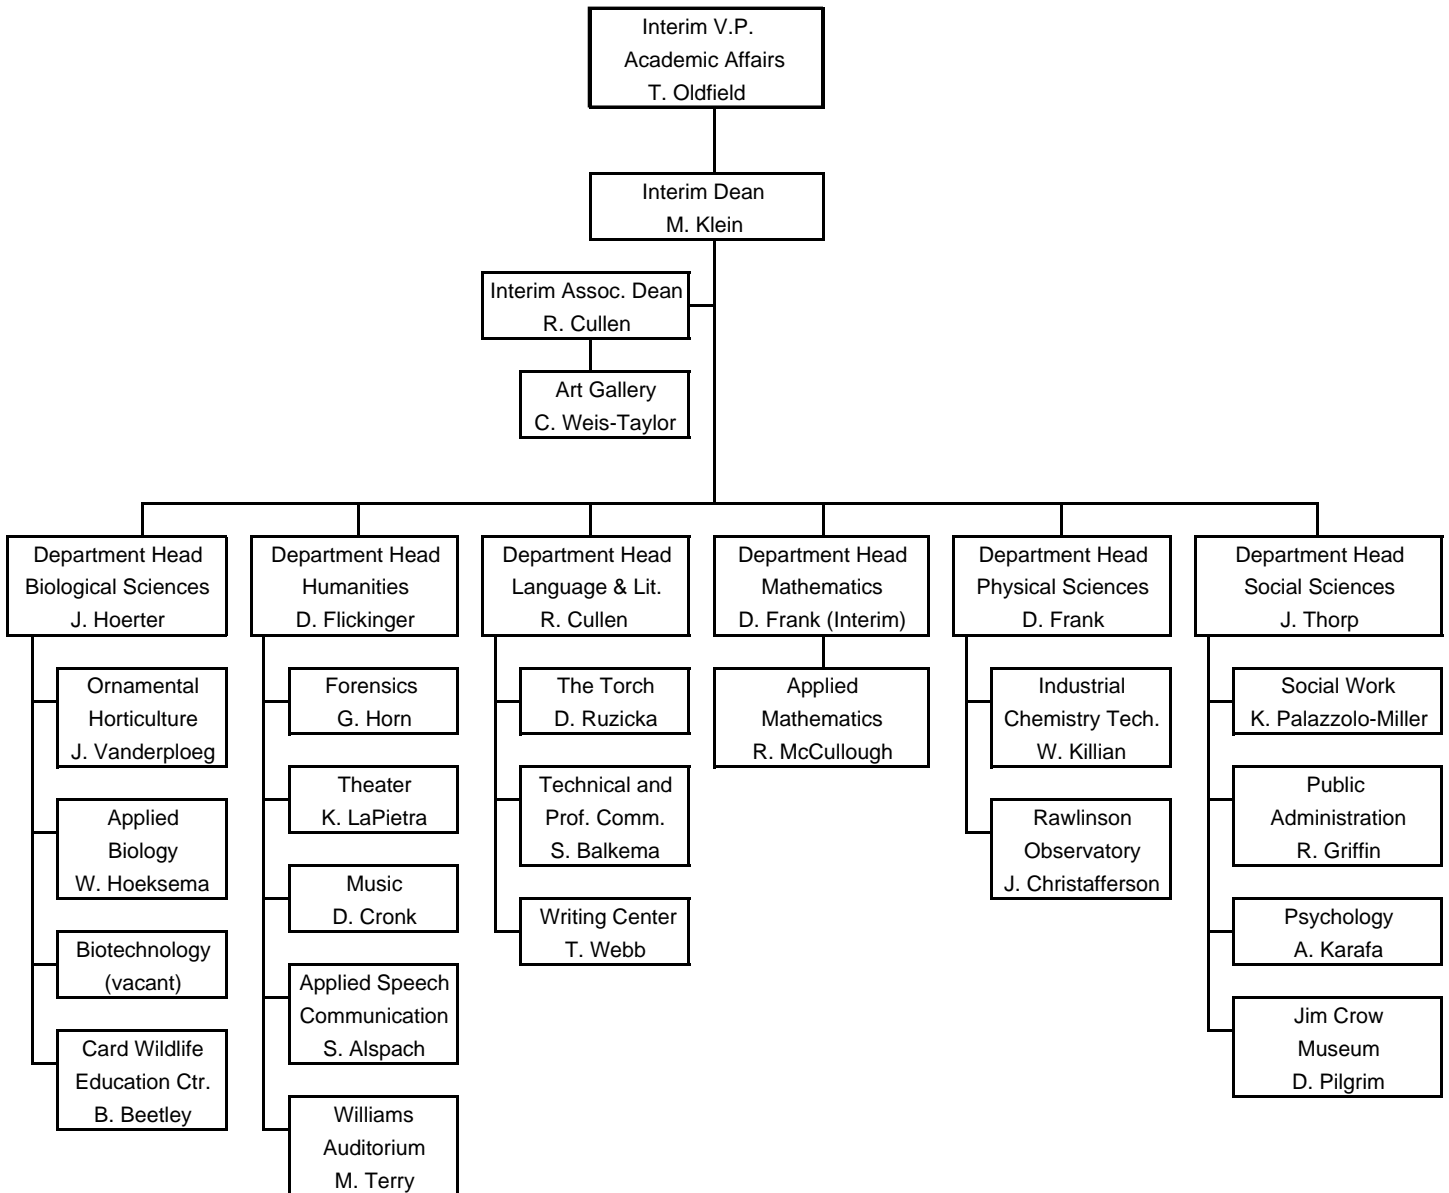 Interim V.P.
Academic Affairs
T. Oldfield
Interim Dean
M. Klein
Interim Assoc. Dean
R. Cullen
Art Gallery
C. Weis-Taylor
Department Head
Biological Sciences
J. Hoerter
Department Head
Humanities
D. Flickinger
Department Head
Language & Lit.
R. Cullen
Department Head
Mathematics
D. Frank (Interim)
Department Head
Physical Sciences
D. Frank
Department Head
Social Sciences
J. Thorp
Ornamental
Horticulture
J. Vanderploeg
Applied
Biology
W. Hoeksema
Biotechnology
(vacant)
Card Wildlife
Education Ctr.
B. Beetley
Forensics
G. Horn
Theater
K. LaPietra
Music
D. Cronk
Applied Speech
Communication
S. Alspach
Williams
Auditorium
M. Terry
The Torch
D. Ruzicka
Technical and
Prof. Comm.
S. Balkema
Writing Center
T. Webb
Applied
Mathematics
R. McCullough
Industrial
Chemistry Tech.
W. Killian
Rawlinson
Observatory
J. Christafferson
Social Work
K. Palazzolo-Miller
Public
Administration
R. Griffin
Psychology
A. Karafa
Jim Crow
Museum
D. Pilgrim